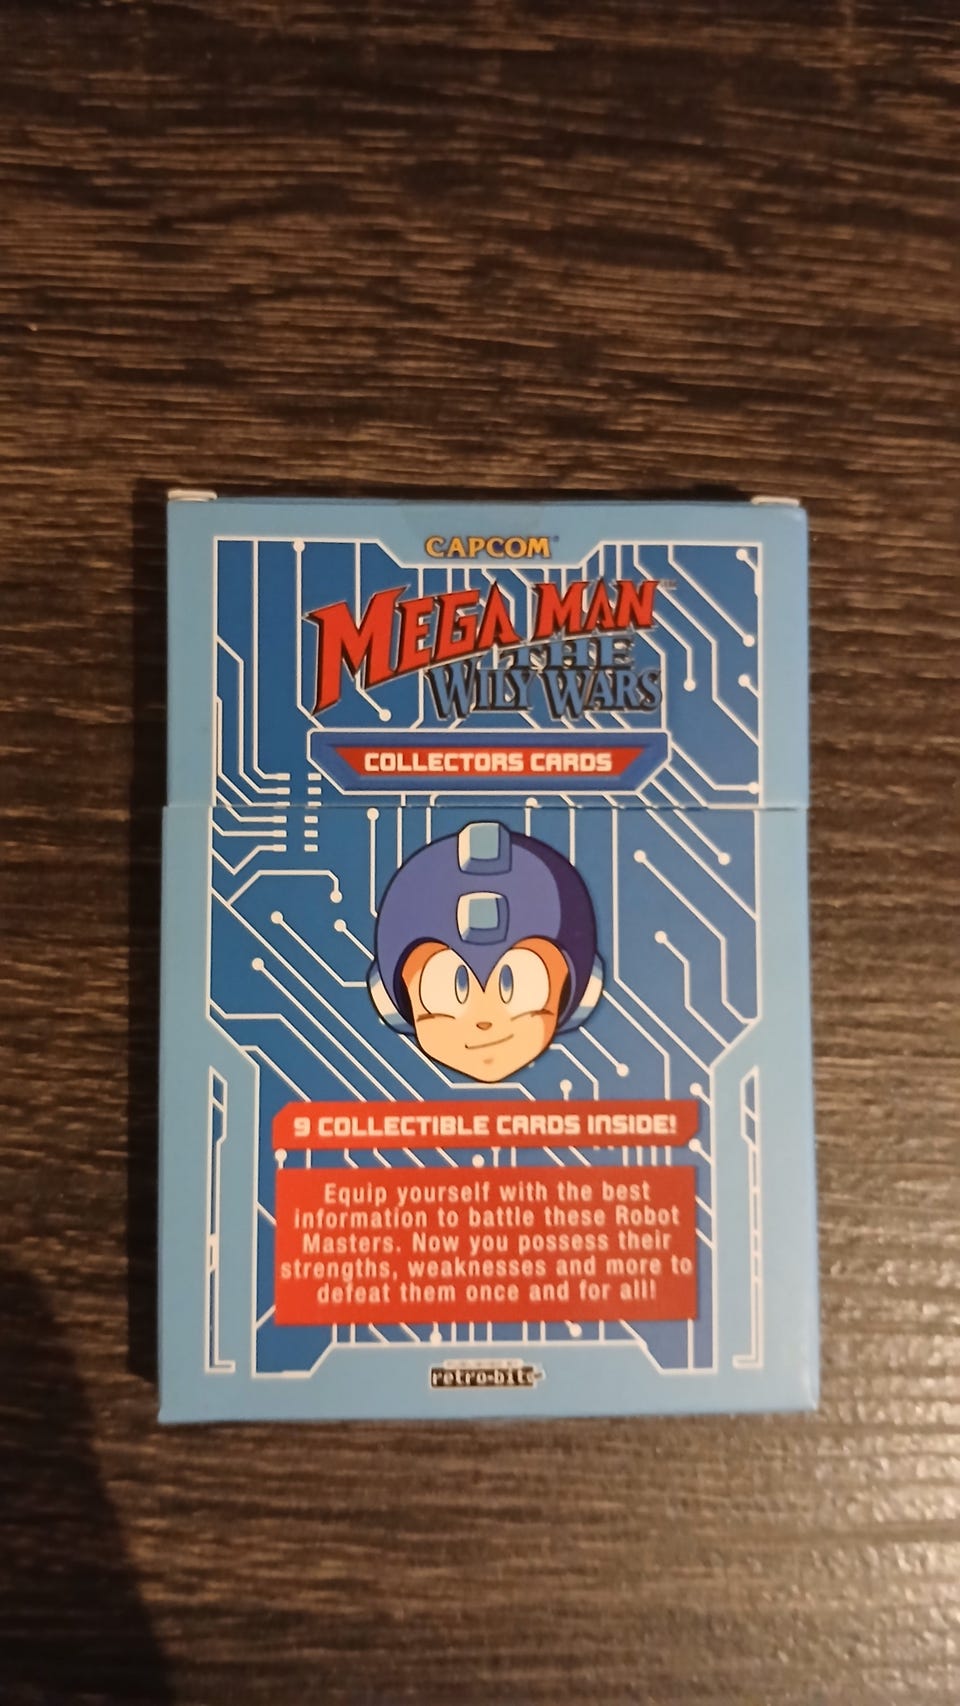 CAPCOM
MEGA MAN™
THE
WILY WARS
COLLECTORS CARDS
9 COLLECTIBLE CARDS INSIDE!
Equip yourself with the best
information to battle these Robot
Masters. Now you possess their
strengths, weaknesses and more to
defeat them once and for all!
retro-bit